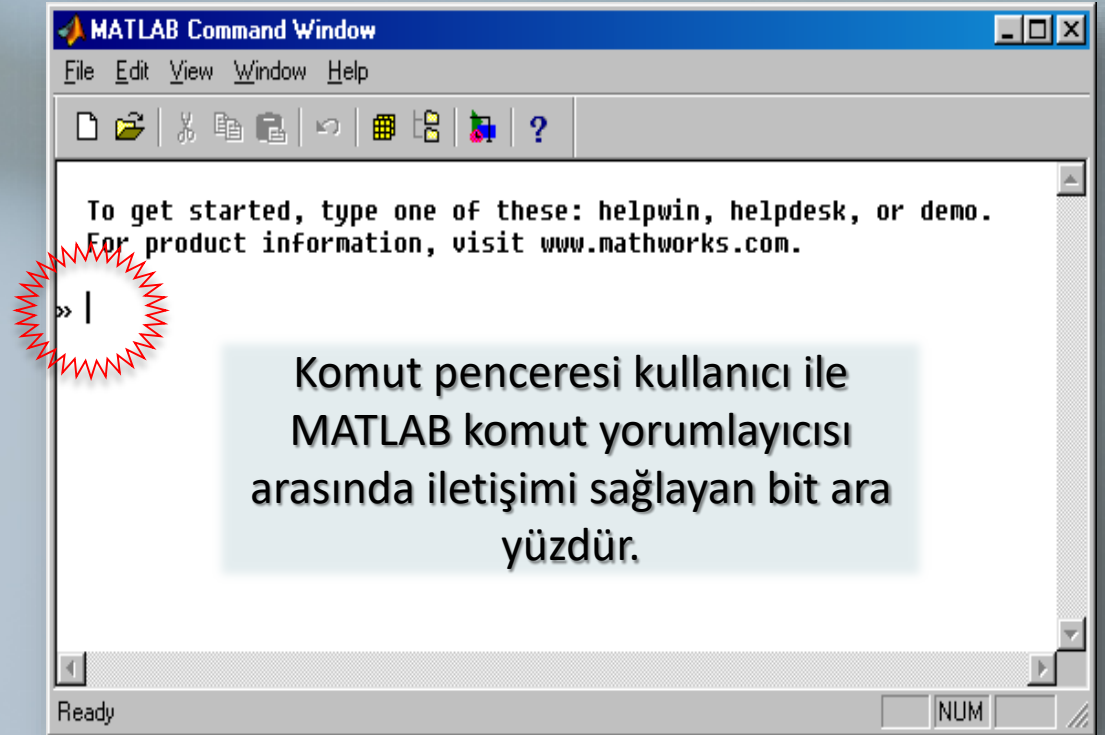 MATLAB Command Window
File Edit View Window Help
?
To get started, type one of these: helpwin, helpdesk, or demo.
For product information, visit www.mathworks.com.
»
Komut penceresi kullanıcı ile
MATLAB komut yorumlayıcısı
arasında iletişimi sağlayan bit ara
yüzdür.
Ready NUM